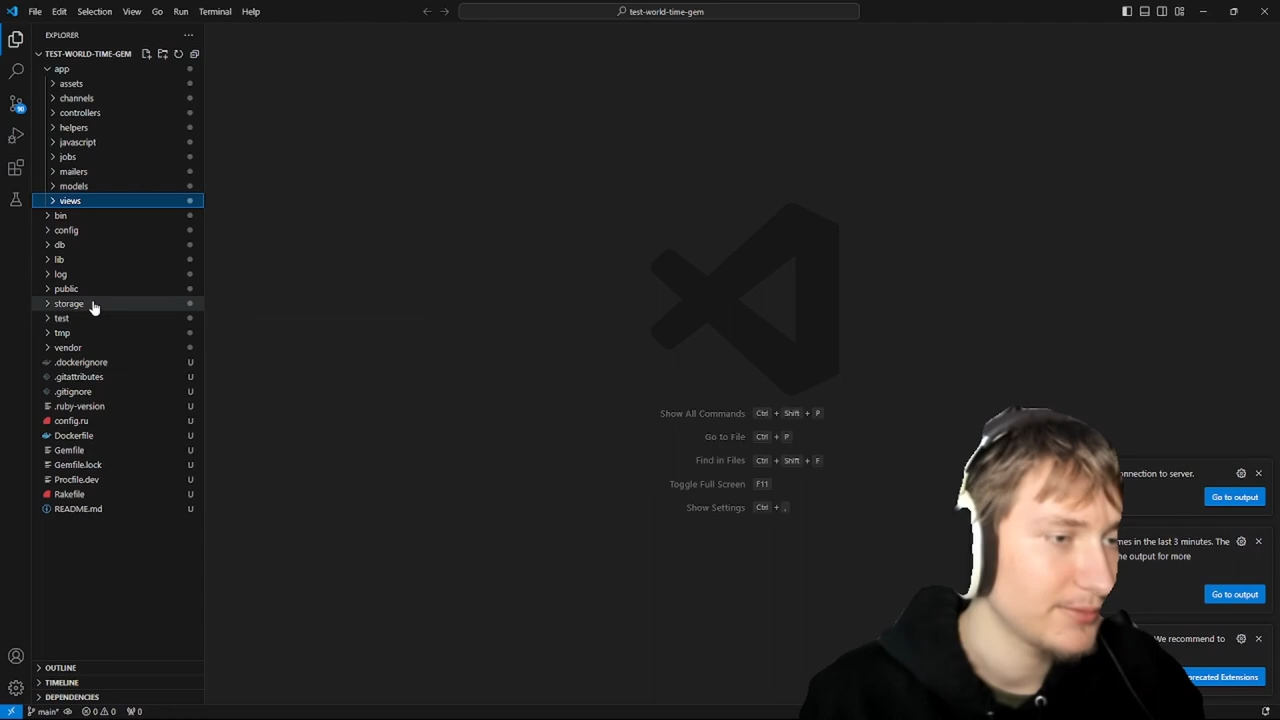 File Edit Selection View Go Run Terminal Help
test-world-time-gem
EXPLORER
TEST-WORLD-TIME-GEM
app
assets
channels
controllers
helpers
javascript
jobs
mailers
models
views
bin
config
db
lib
log
public
storage
test
tmp
vendor
.dockerignore U
.gitattributes U
.gitignore U
.ruby-version U
config.ru U
Dockerfile U
Gemfile U
Gemfile.lock U
Procfile.dev U
Rakefile U
README.md U
OUTLINE
TIMELINE
DEPENDENCIES
main* 0 0 0
Show All Commands Ctrl + Shift + P
Go to File Ctrl + P
Find in Files Ctrl + Shift + F
Toggle Full Screen F11
Show Settings Ctrl + ,
connection to server.
Go to output
mes in the last 3 minutes. The
e output for more
Go to output
We recommend to
precated Extensions